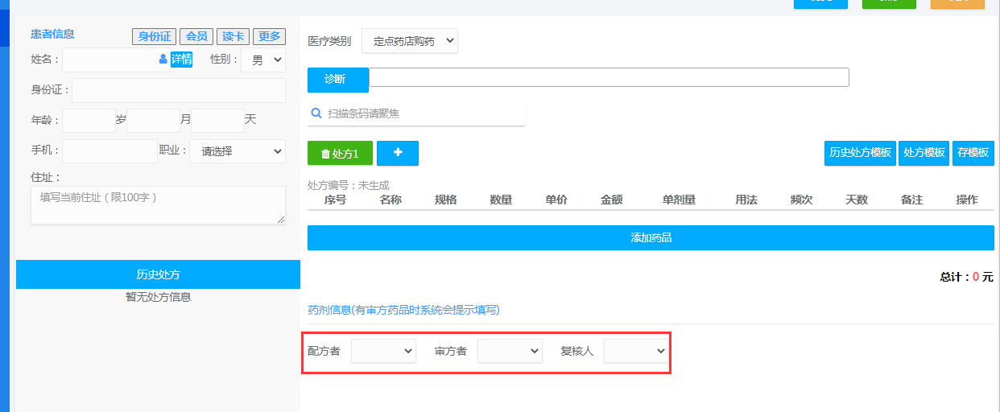 患者信息 身份证 会员 读卡 更多
姓名： 详情 性别： 男
身份证：
年龄： 岁 月 天
手机： 职业： 请选择
住址：
填写当前住址（限100字）
历史处方
暂无处方信息
医疗类别 定点药店购药
诊断
扫描条码请聚焦
处方1 + 历史处方模板 处方模板 存模板
处方编号：未生成
序号 名称 规格 数量 单价 金额 单剂量 用法 频次 天数 备注 操作
添加药品
总计：0 元
药剂信息(有审方药品时系统会提示填写)
配方者 审方者 复核人